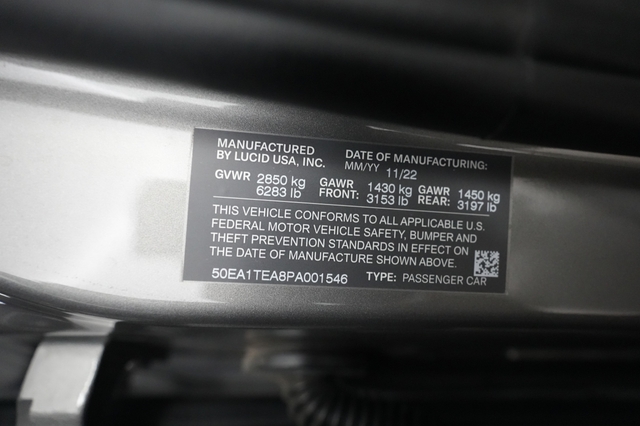 MANUFACTURED
BY LUCID USA, INC.
DATE OF MANUFACTURING:
MM/YY 11/22
GVWR 2850 kg
6283 lb
GAWR 1430 kg
FRONT: 3153 lb
GAWR 1450 kg
REAR: 3197 lb
THIS VEHICLE CONFORMS TO ALL APPLICABLE U.S.
FEDERAL MOTOR VEHICLE SAFETY, BUMPER AND
THEFT PREVENTION STANDARDS IN EFFECT ON
THE DATE OF MANUFACTURE SHOWN ABOVE.
50EA1TEA8PA001546
TYPE: PASSENGER CAR